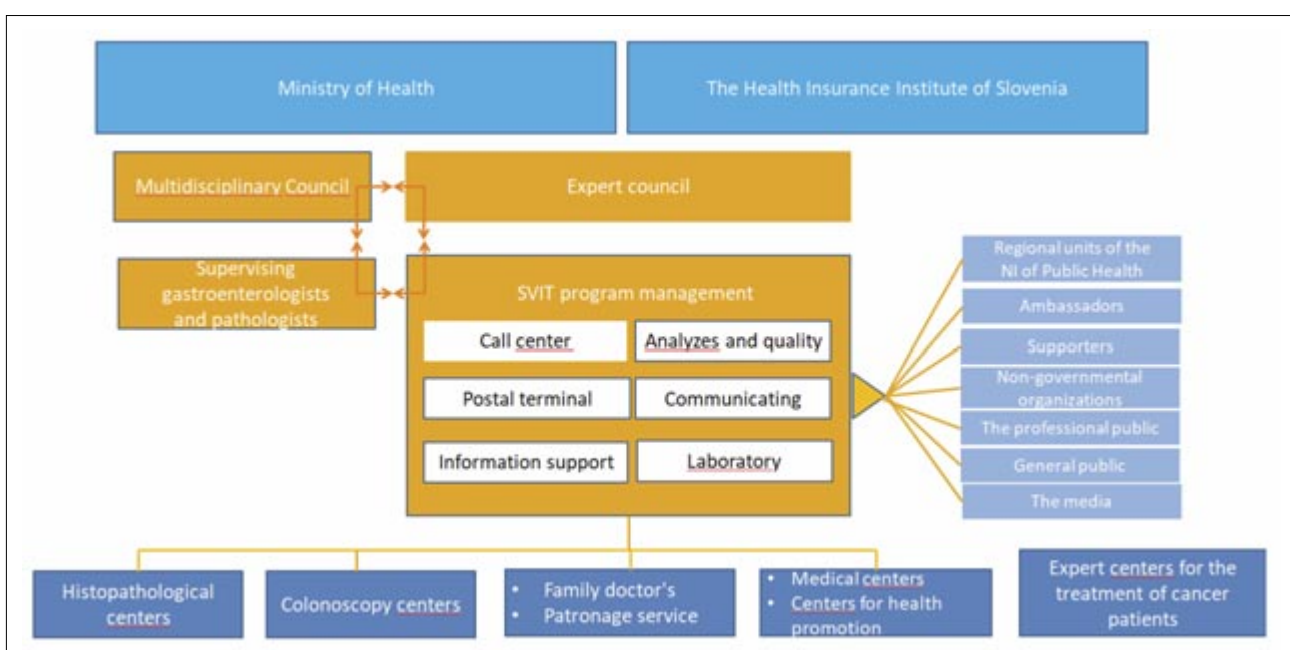 Ministry of Health
The Health Insurance Institute of Slovenia
Multidisciplinary Council
Expert council
Supervising
gastroenterologists
and pathologists
SVIT program management
Call center
Analyzes and quality
Postal terminal
Communicating
Information support
Laboratory
Regional units of the
NI of Public Health
Ambassadors
Supporters
Non-governmental
organizations
The professional public
General public
The media
Histopathological
centers
Colonoscopy centers
• Family doctor's
• Patronage service
• Medical centers
• Centers for health
promotion
Expert centers for the
treatment of cancer
patients